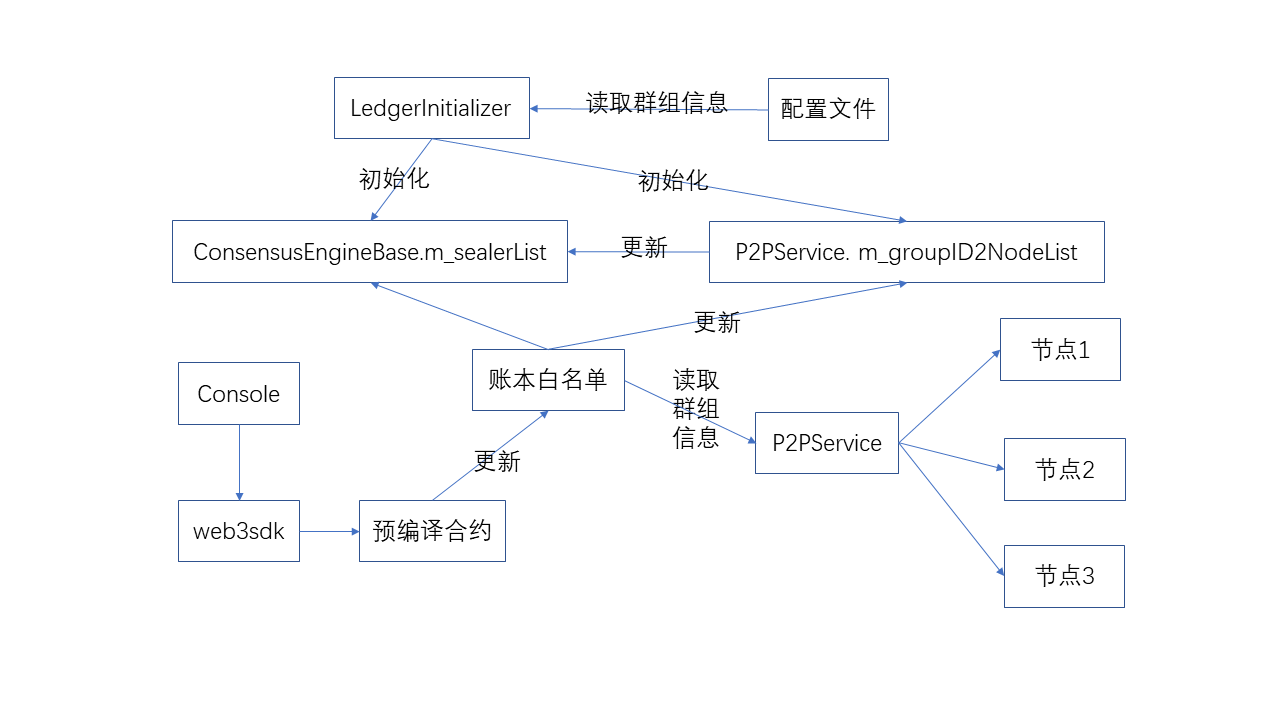 LedgerInitializer
读取群组信息
配置文件
初始化
初始化
ConsensusEngineBase.m_sealerList
更新
P2PService. m_groupID2NodeList
更新
账本白名单
读取
群组
信息
节点1
Console
P2PService
更新
节点2
web3sdk
预编译合约
节点3